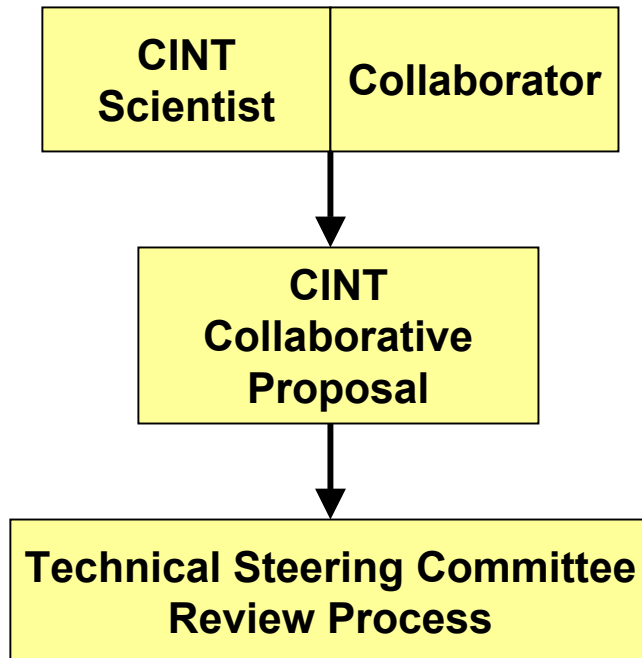 CINT
Scientist
Collaborator
CINT
Collaborative
Proposal
Technical Steering Committee
Review Process